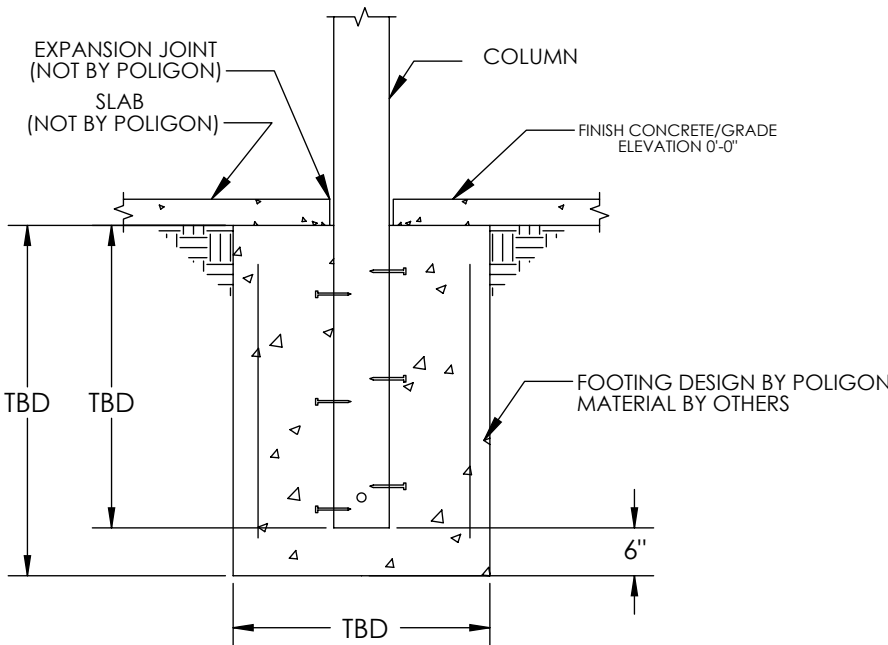 EXPANSION JOINT
(NOT BY POLIGON)
SLAB
(NOT BY POLIGON)
COLUMN
FINISH CONCRETE/GRADE
ELEVATION 0'-0"
TBD
TBD
FOOTING DESIGN BY POLIGON
MATERIAL BY OTHERS
6"
TBD